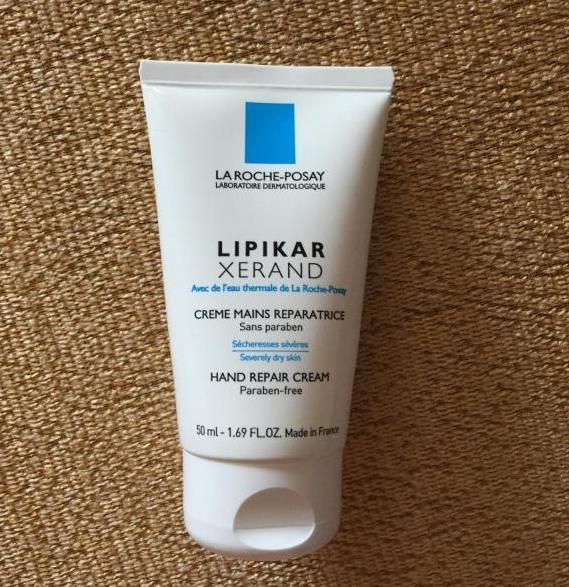 LA ROCHE-POSAY
LABORATOIRE DERMATOLOGIQUE
LIPIKAR
XERAND
Avec de l'eau thermale de La Roche-Posay
CREME MAINS REPARATRICE
Sans paraben
Sécheresses sévères
Severely dry skin
HAND REPAIR CREAM
Paraben-free
50 ml - 1.69 FL.OZ. Made in France